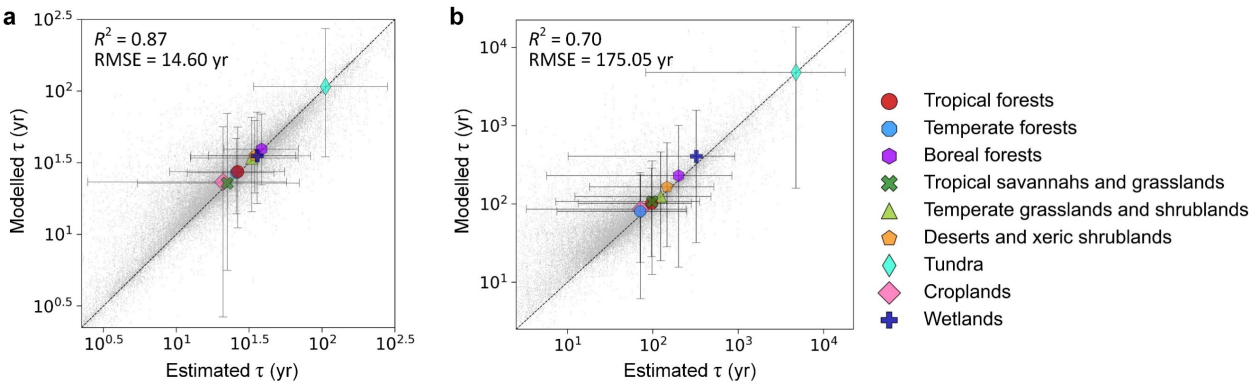 a
R² = 0.87
RMSE = 14.60 yr
Modelled τ (yr)
10^2.5
10^2
10^1.5
10^1
10^0.5
10^0.5 10^1 10^1.5 10^2 10^2.5
Estimated τ (yr)
b
R² = 0.70
RMSE = 175.05 yr
Modelled τ (yr)
10^4
10^3
10^2
10^1
10^1 10^2 10^3 10^4
Estimated τ (yr)
Tropical forests
Temperate forests
Boreal forests
Tropical savannahs and grasslands
Temperate grasslands and shrublands
Deserts and xeric shrublands
Tundra
Croplands
Wetlands